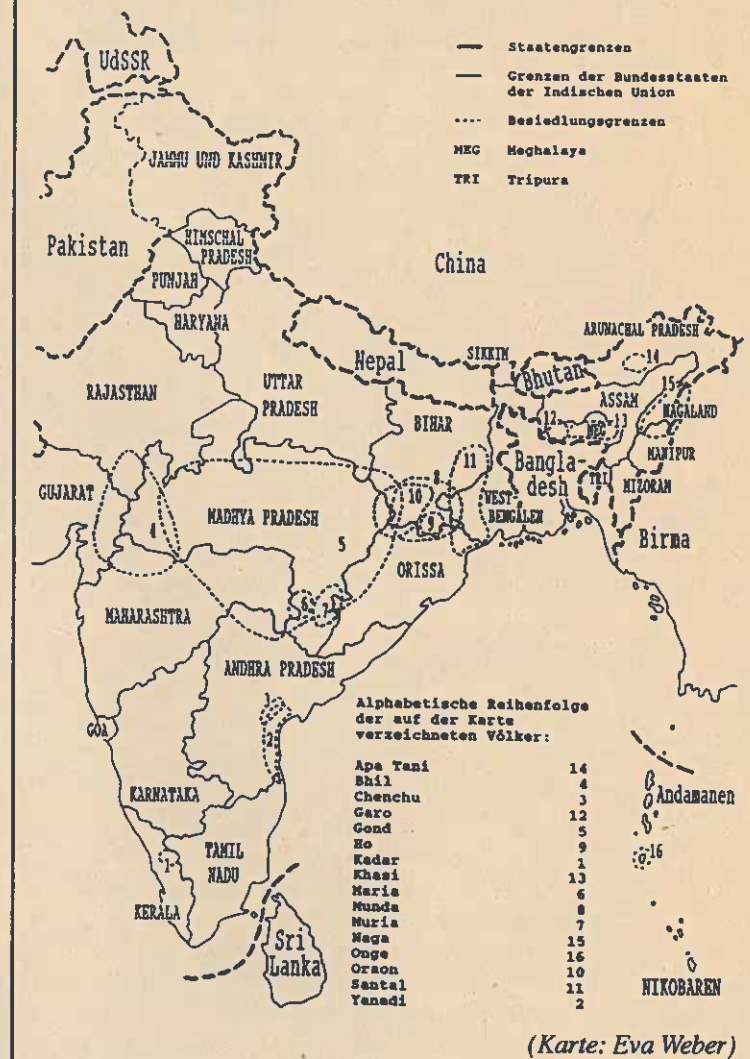 UdSSR
Staatengrenzen
Grenzen der Bundesstaaten
der Indischen Union
Besiedlungsgrenzen
MEG Meghalaya
TRI Tripura
JAMMU UND KASHMIR
Pakistan
HIMSCHAL
PRADESH
China
PUNJAB
HARYANA
ARUNACHAL PRADESH
Nepal
SIKKIM
Bhutan
14
RAJASTHAN
UTTAR
PRADESH
ASSAM
15
NAGALAND
BIHAR
12
MEG
13
MANIPUR
11
Bangla-
desh
TRI
MIZORAM
GUJARAT
MADHYA PRADESH
8
10
9
WEST-
BENGALEN
Birma
4
5
ORISSA
6
7
MAHARASHTRA
ANDHRA PRADESH
3
2
GOA
KARNATAKA
TAMIL
NADU
1
KERALA
Sri
Lanka
Alphabetische Reihenfolge
der auf der Karte
verzeichneten Völker:
Apa Tani 14
Bhil 4
Chenchu 3
Garo 12
Gond 5
Ho 9
Kadar 1
Khasi 13
Maria 6
Munda 8
Muria 7
Naga 15
Onge 16
Oraon 10
Santal 11
Yanadi 2
Andamanen
16
NIKOBAREN
(Karte: Eva Weber)